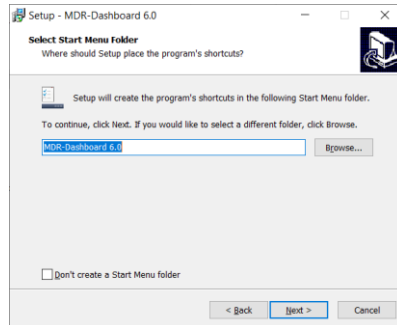 Setup - MDR-Dashboard 6.0
Select Start Menu Folder
Where should Setup place the program's shortcuts?
Setup will create the program's shortcuts in the following Start Menu folder.
To continue, click Next. If you would like to select a different folder, click Browse.
MDR-Dashboard 6.0
Browse...
Don't create a Start Menu folder
< Back
Next >
Cancel